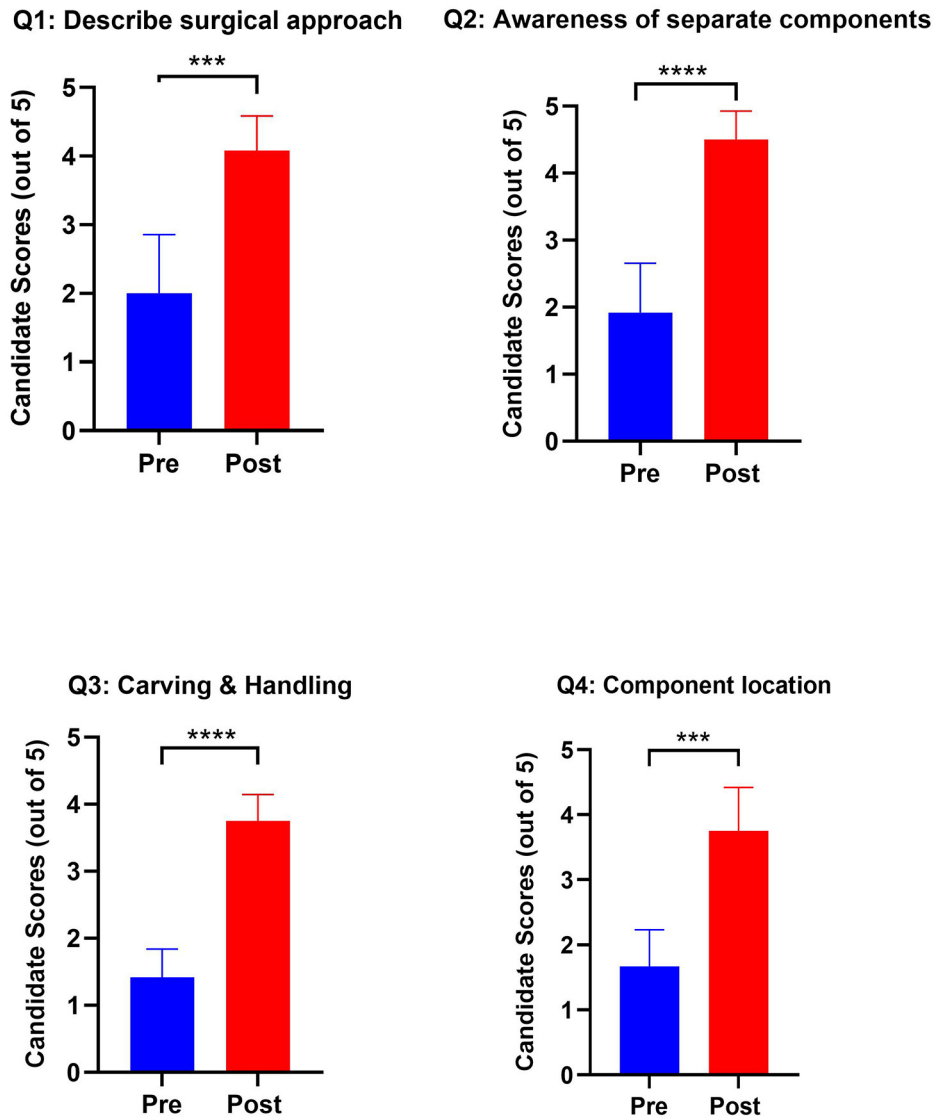 Q1: Describe surgical approach
***
Candidate Scores (out of 5)
5
4
3
2
1
0
Pre Post
Q2: Awareness of separate components
****
Candidate Scores (out of 5)
5
4
3
2
1
0
Pre Post
Q3: Carving & Handling
****
Candidate Scores (out of 5)
5
4
3
2
1
0
Pre Post
Q4: Component location
***
Candidate Scores (out of 5)
5
4
3
2
1
0
Pre Post